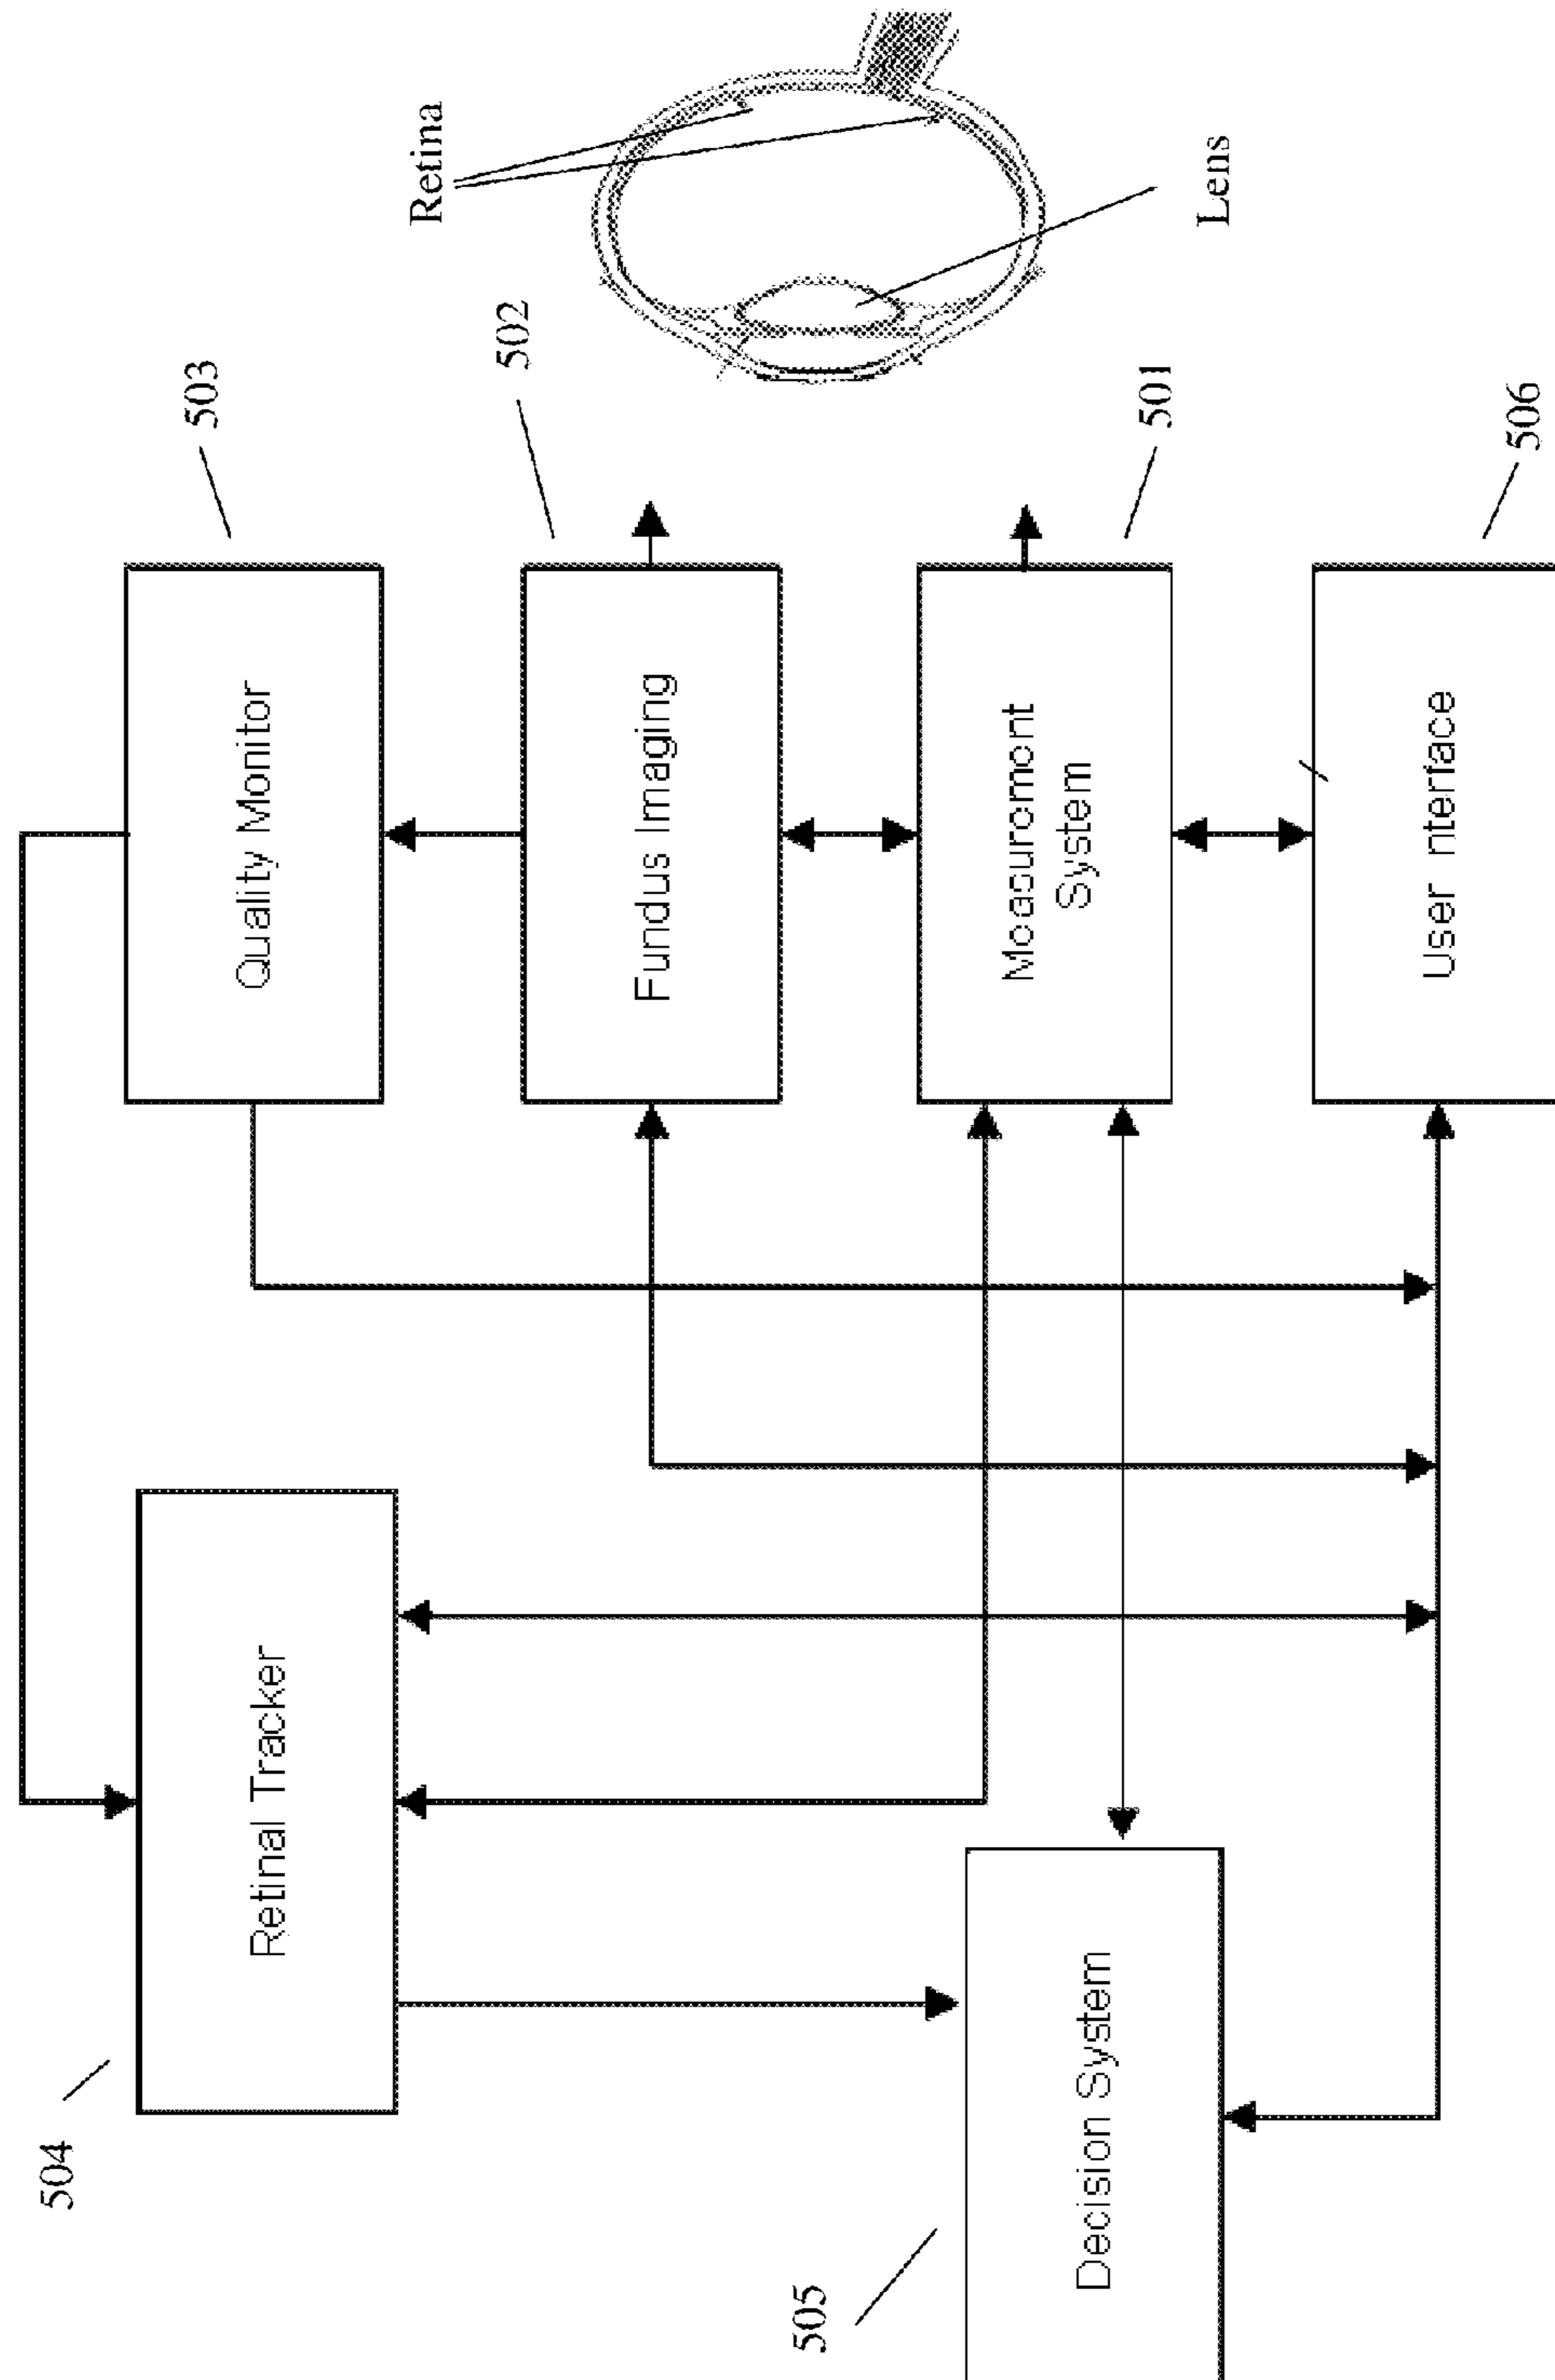 504
503
Quality Monitor
Retinal Tracker
Retina
502
Fundus Imaging
505
Moasuromont
System
Decision System
501
Lens
User nterface
506